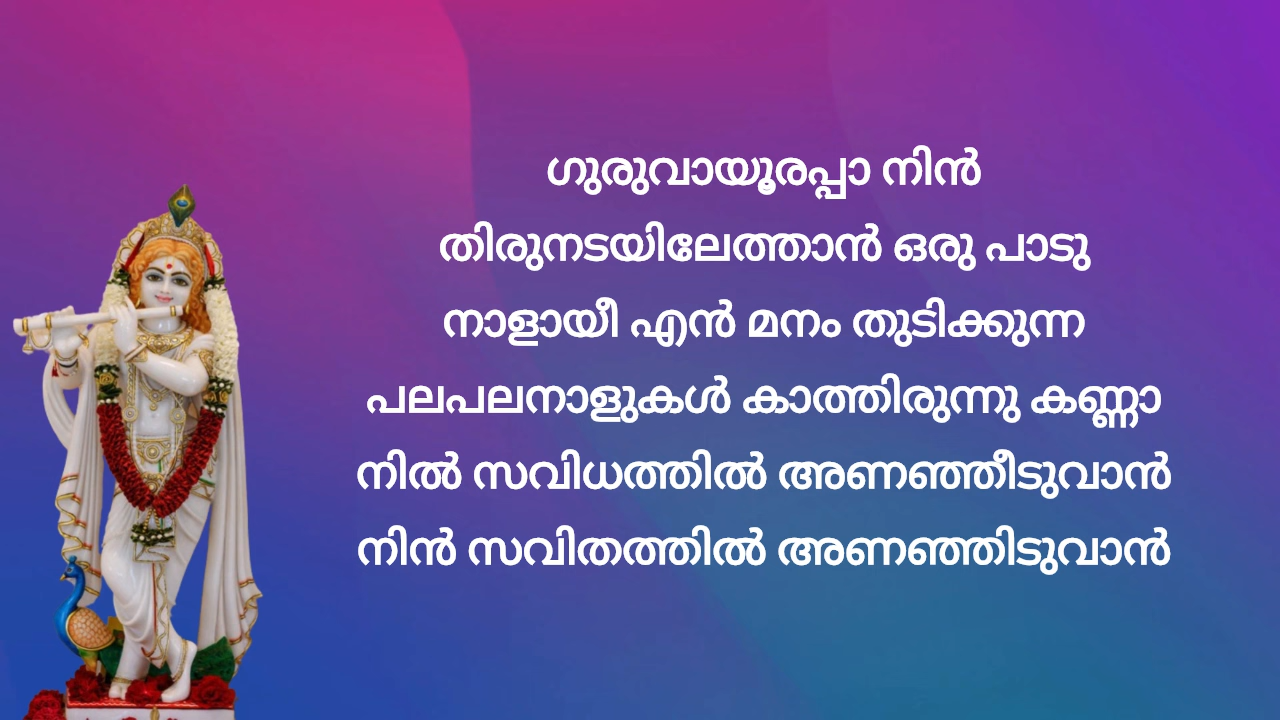 ഗുരുവായൂരപ്പാ നിൻ
തിരുനടയിലേത്താൻ ഒരു പാടു
നാളായീ എൻ മനം തുടിക്കുന്ന
പലപലനാളുകൾ കാത്തിരുന്നു കണ്ണാ
നിൽ സവിധത്തിൽ അണഞ്ഞീടുവാൻ
നിൻ സവിതത്തിൽ അണഞ്ഞിടുവാൻ